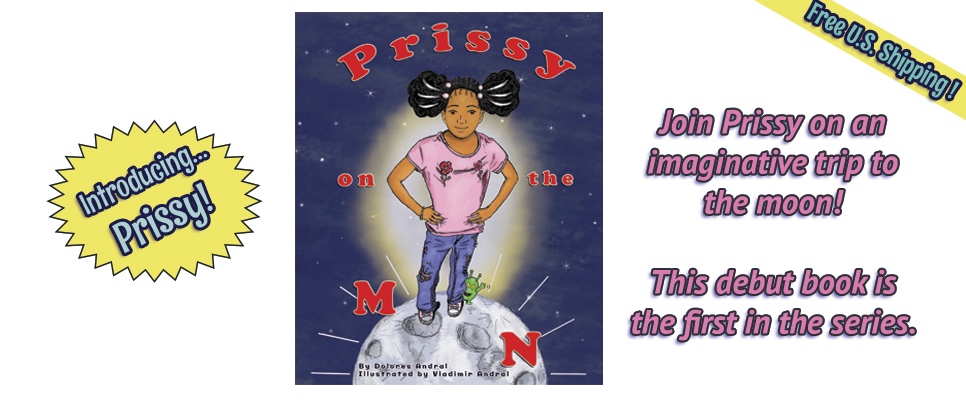 Introducing...
Prissy!
Prissy
on the
M N
By Dolores Andral
Illustrated by Vladimir Andral
Free U.S. Shipping!
Join Prissy on an
imaginative trip to
the moon!
This debut book is
the first in the series.